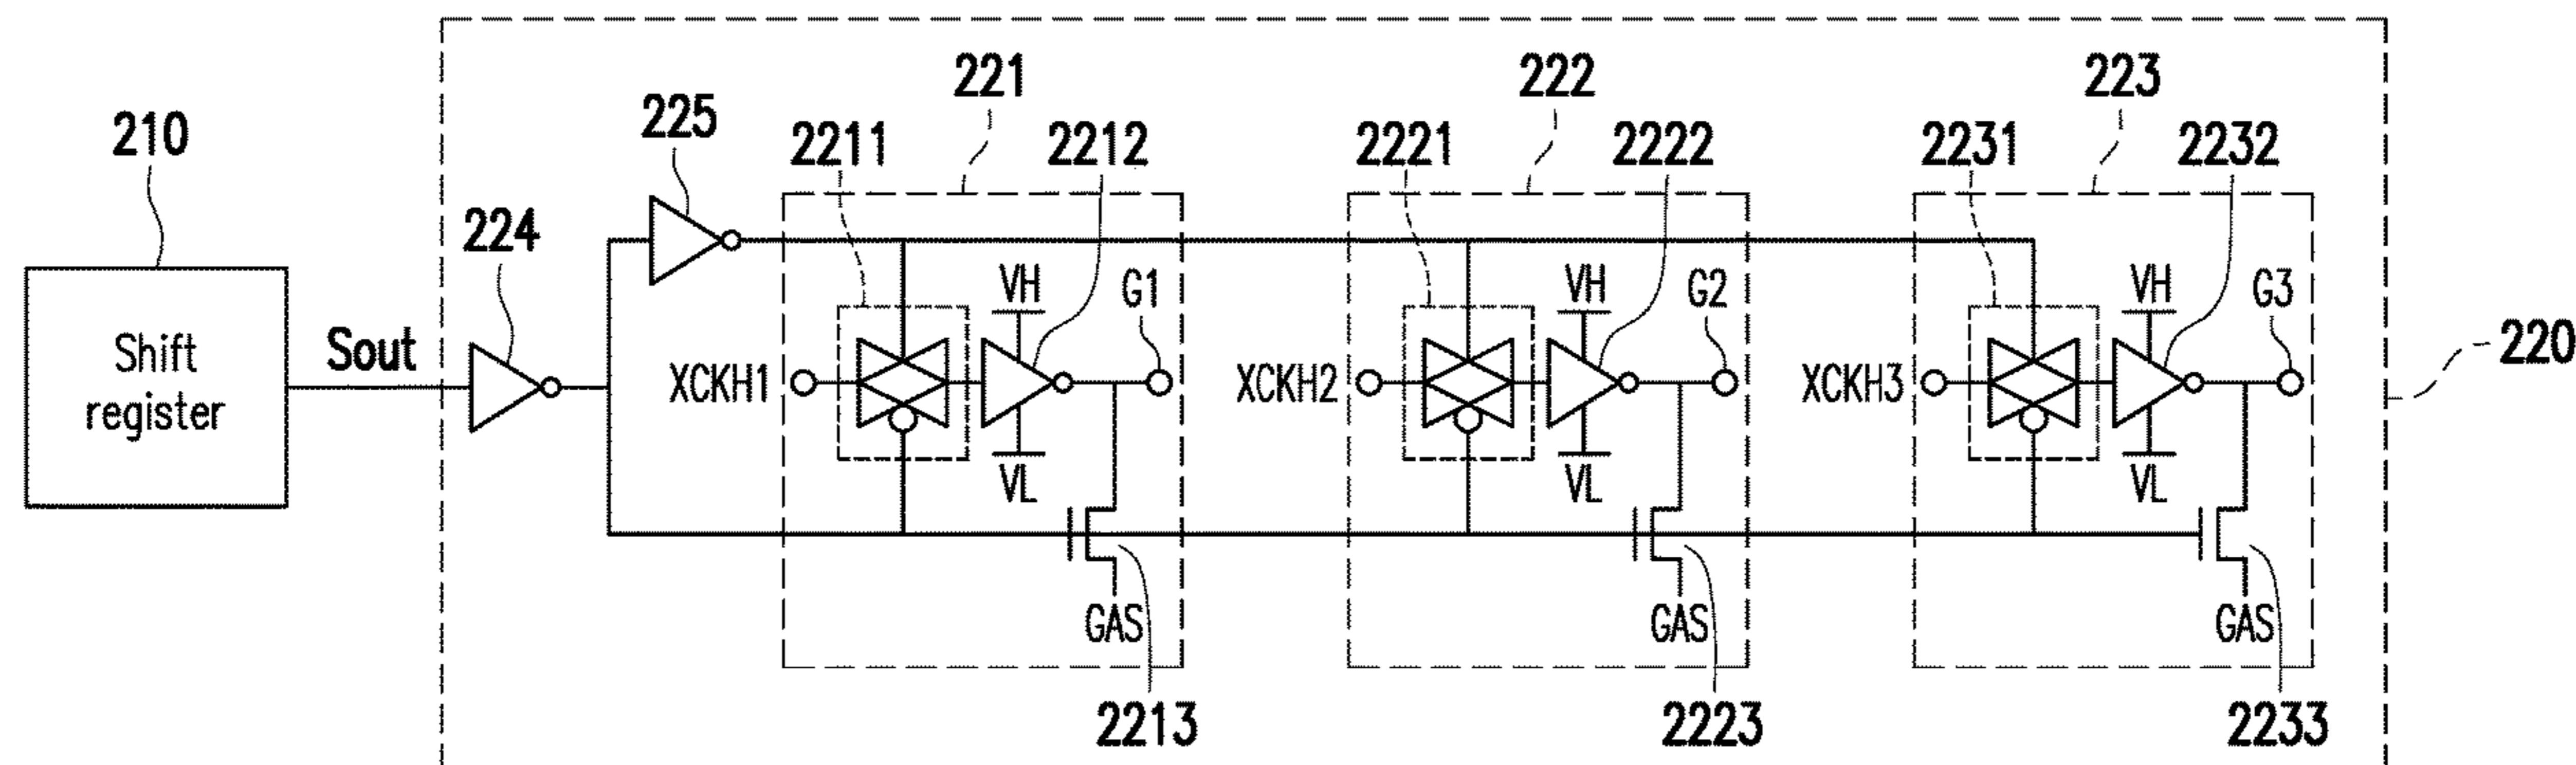 221
222
223
210
225
2211
2212
2221
2222
2231
2232
224
VH
G1
VH
G2
VH
G3
Shift
register
Sout
220
XCKH1
XCKH2
XCKH3
VL
VL
VL
GAS
GAS
GAS
2213
2223
2233